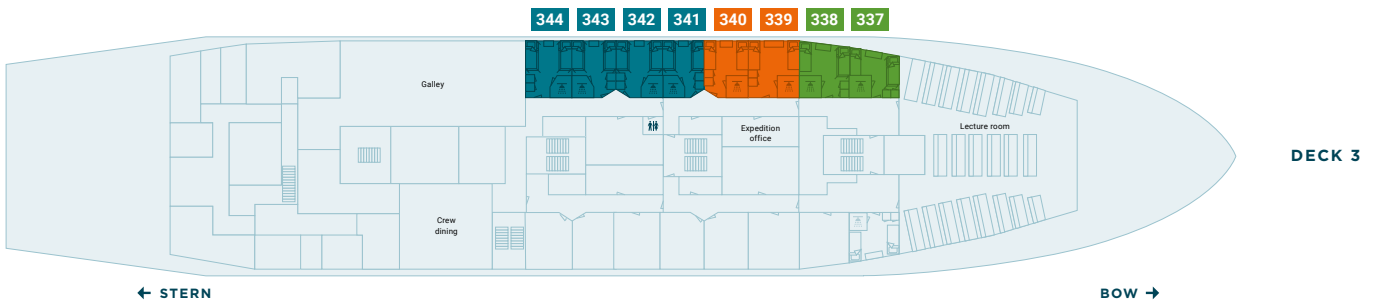 344 343 342 341 340 339 338 337
Galley
Expedition
office
Lecture room
DECK 3
Crew
dining
← STERN
BOW →